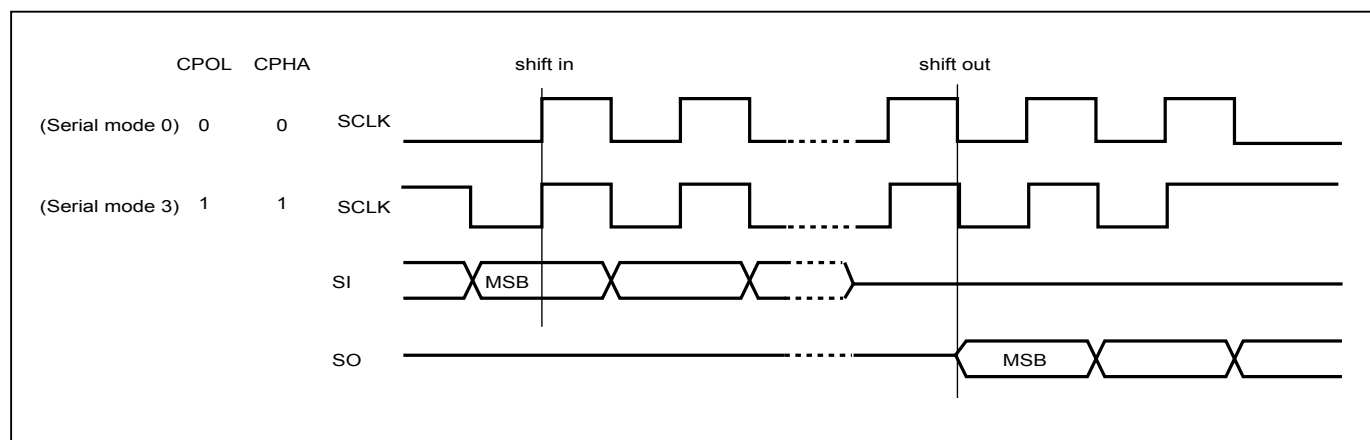 CPOL CPHA shift in shift out
(Serial mode 0) 0 0 SCLK
(Serial mode 3) 1 1 SCLK
SI MSB
SO MSB